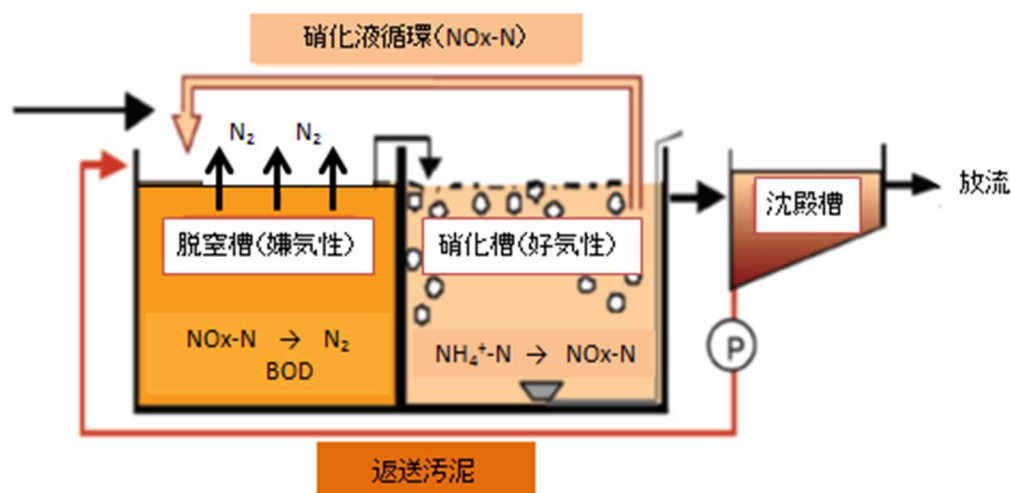 硝化液循環(NOx-N)
N₂ N₂
放流
沈殿槽
脱空槽(嫌気性)
硝化槽(好気性)
NOx-N → N₂
BOD
NH₄⁺-N → NOx-N
P
返送汚泥